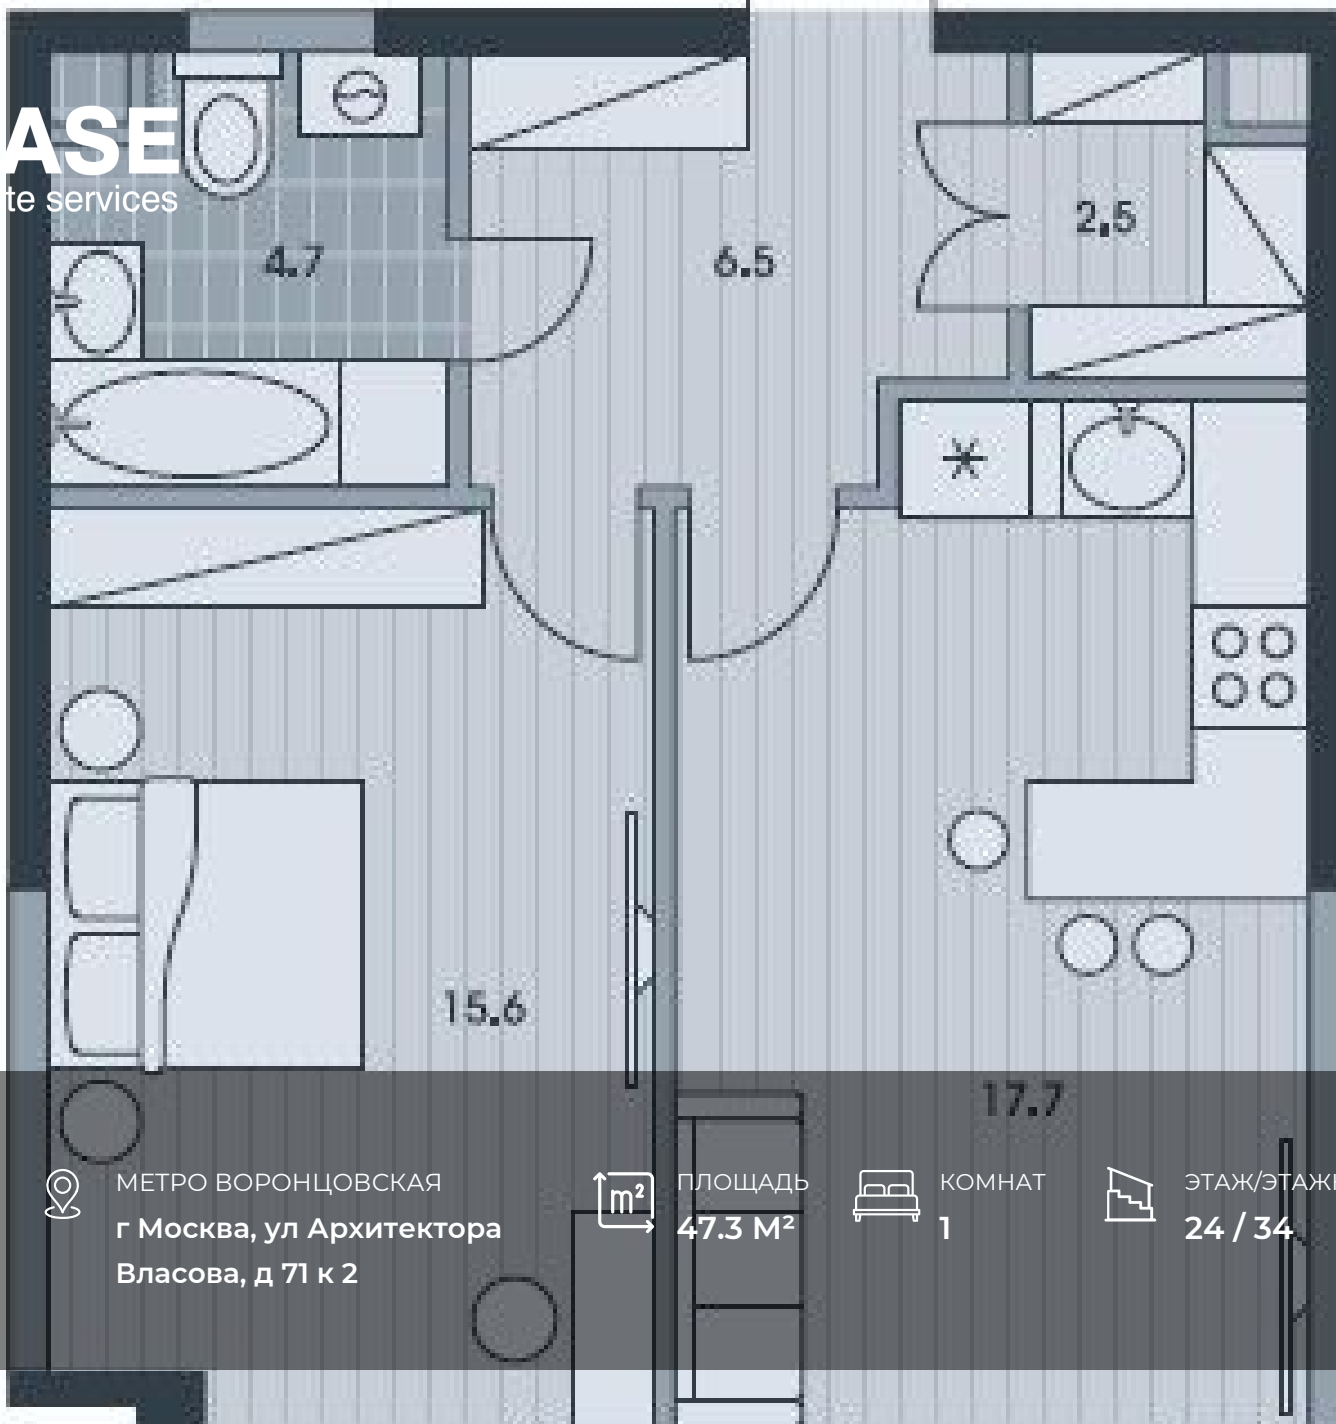 ASE
te services
4.7
6.5
2.5
15.6
17.7
МЕТРО ВОРОНЦОВСКАЯ
г Москва, ул Архитектора
Власова, д 71 к 2
m²
ПЛОЩАДЬ
47.3 М²
КОМНАТ
1
ЭТАЖ/ЭТАЖ
24 / 34